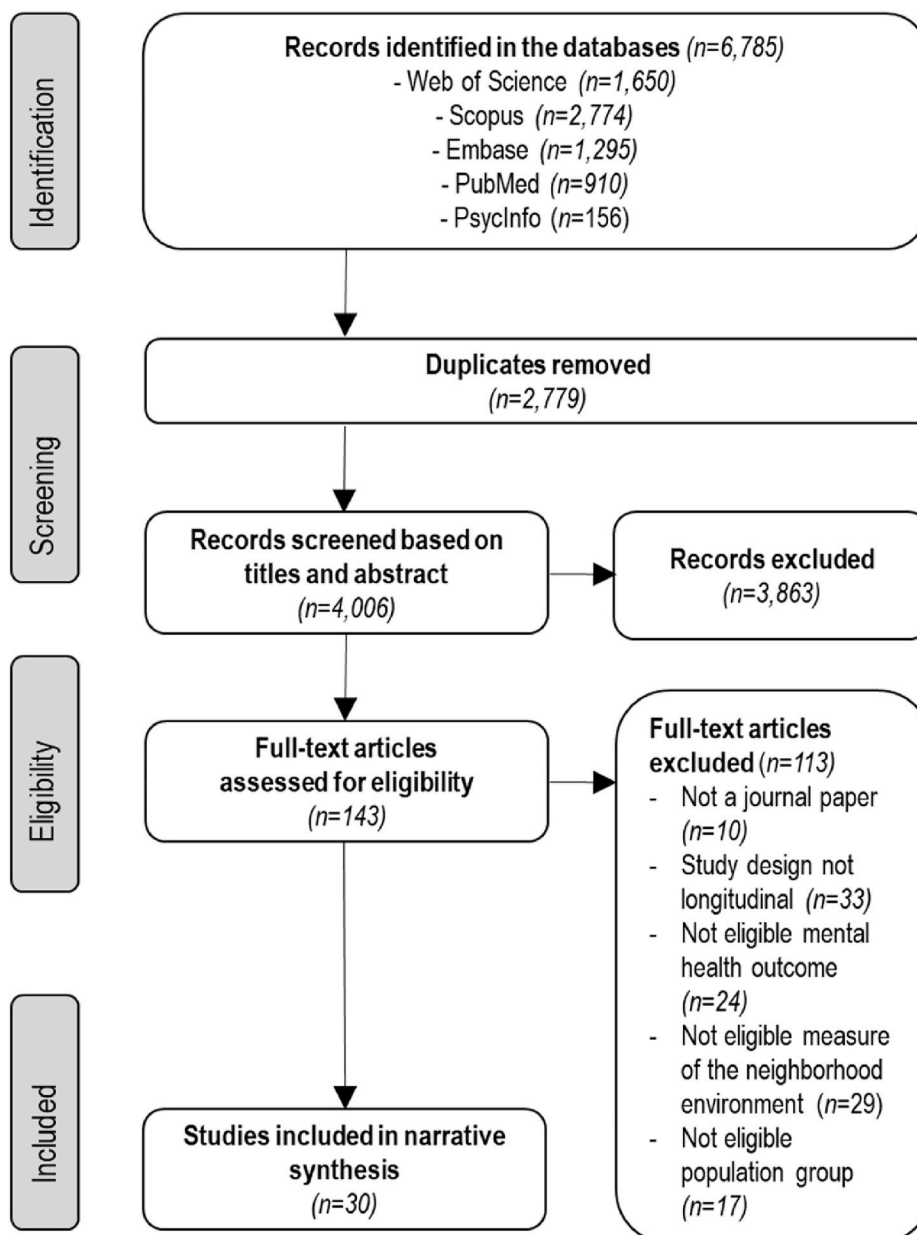 Identification
Records identified in the databases (n=6,785)
- Web of Science (n=1,650)
- Scopus (n=2,774)
- Embase (n=1,295)
- PubMed (n=910)
- PsycInfo (n=156)
Screening
Duplicates removed
(n=2,779)
Records screened based on
titles and abstract
(n=4,006)
Records excluded
(n=3,863)
Eligibility
Full-text articles
assessed for eligibility
(n=143)
Full-text articles
excluded (n=113)
- Not a journal paper
(n=10)
- Study design not
longitudinal (n=33)
- Not eligible mental
health outcome
(n=24)
- Not eligible measure
of the neighborhood
environment (n=29)
- Not eligible
population group
(n=17)
Included
Studies included in narrative
synthesis
(n=30)